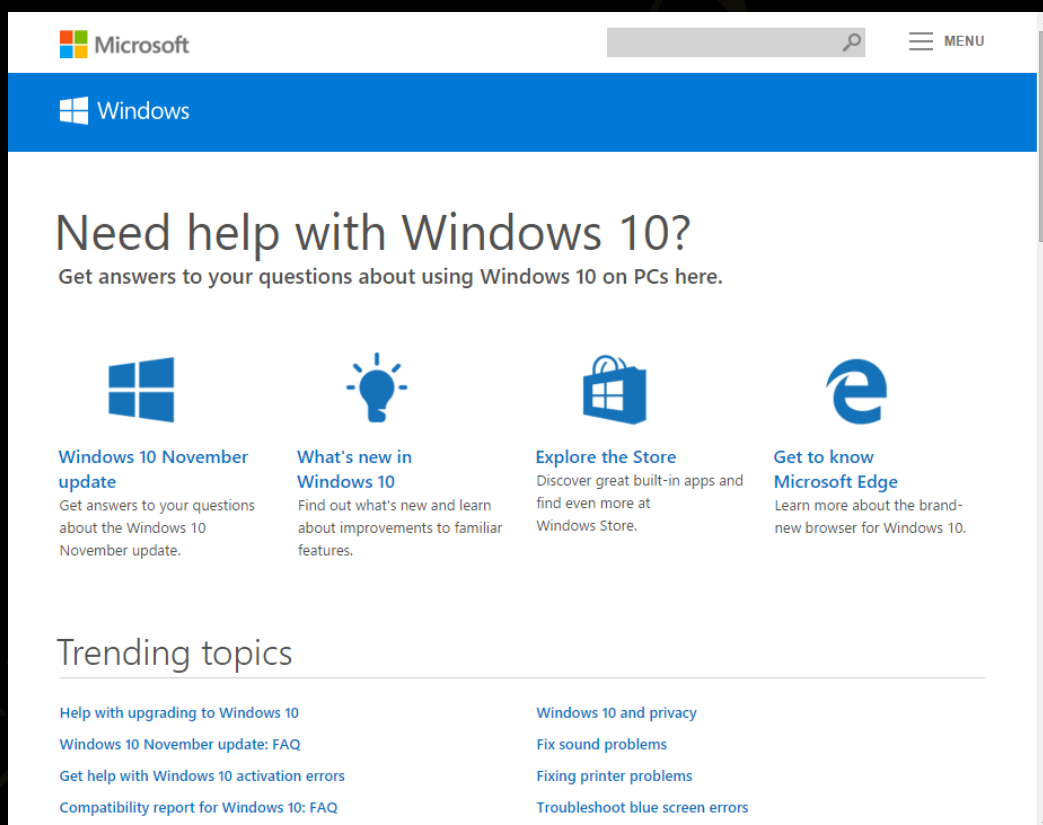 Microsoft
MENU
Windows
Need help with Windows 10?
Get answers to your questions about using Windows 10 on PCs here.
Windows 10 November
update
Get answers to your questions
about the Windows 10
November update.
What's new in
Windows 10
Find out what's new and learn
about improvements to familiar
features.
Explore the Store
Discover great built-in apps and
find even more at
Windows Store.
Get to know
Microsoft Edge
Learn more about the brand-
new browser for Windows 10.
Trending topics
Help with upgrading to Windows 10
Windows 10 November update: FAQ
Get help with Windows 10 activation errors
Compatibility report for Windows 10: FAQ
Windows 10 and privacy
Fix sound problems
Fixing printer problems
Troubleshoot blue screen errors